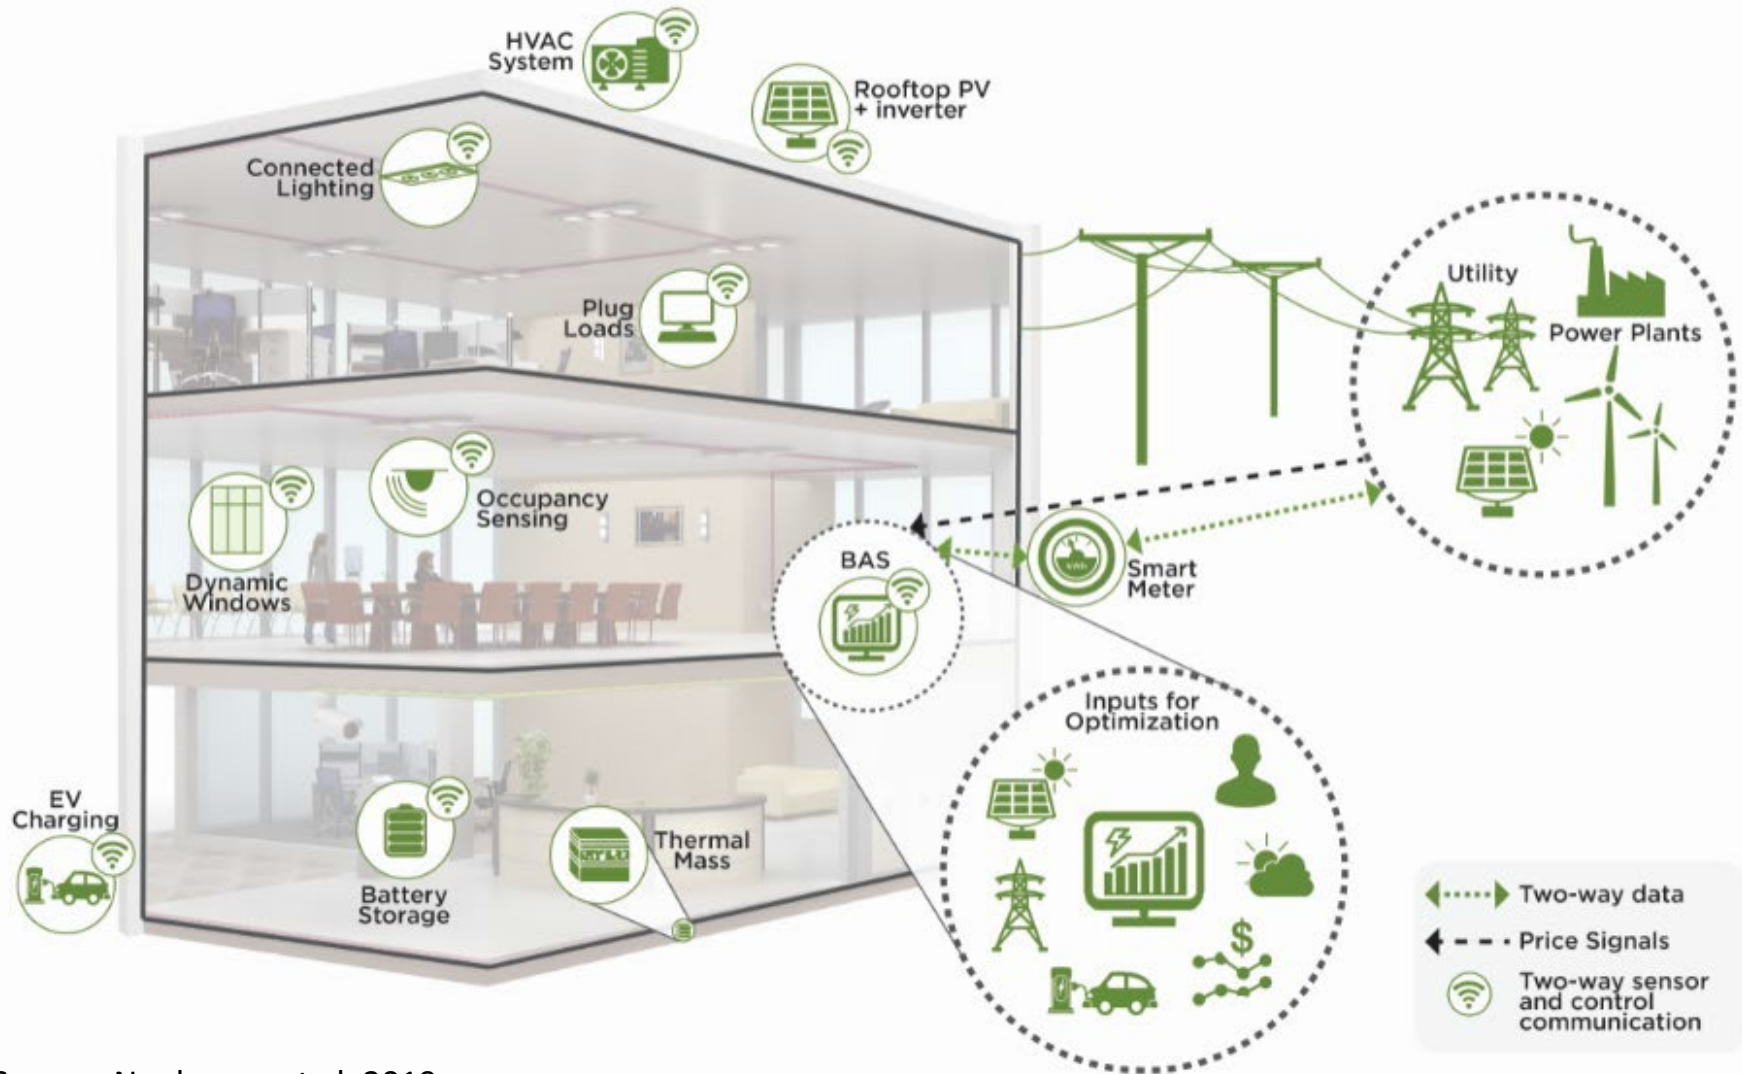 HVAC
System
Rooftop PV
+ inverter
Connected
Lighting
Plug
Loads
Utility
Power Plants
Occupancy
Sensing
Dynamic
Windows
BAS
kWh
Smart
Meter
Inputs for
Optimization
$
EV
Charging
Battery
Storage
Thermal
Mass
Two-way data
Price Signals
Two-way sensor
and control
communication